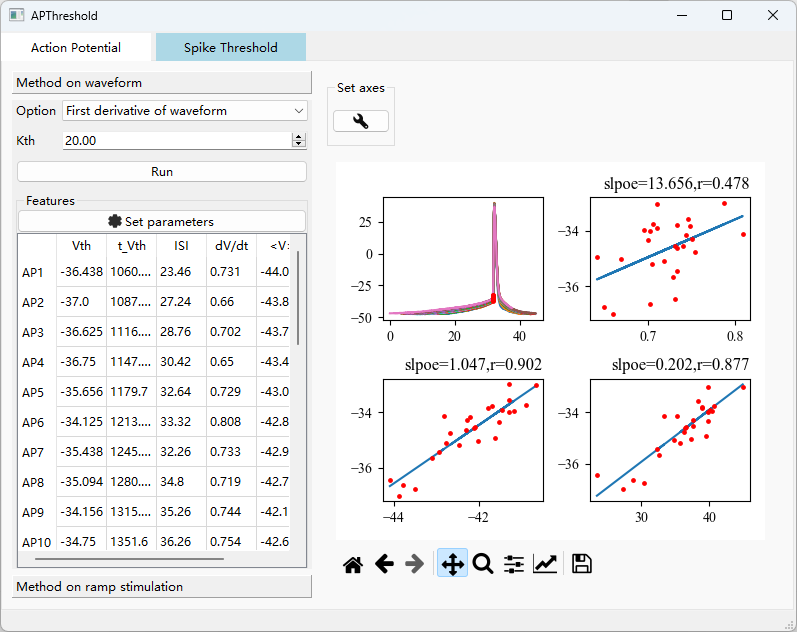 APThreshold
Action Potential
Spike Threshold
Method on waveform
Option First derivative of waveform
Kth 20.00
Run
Features
Set parameters
Vth t_Vth ISI dV/dt <V:
AP1 -36.438 1060.... 23.46 0.731 -44.0
AP2 -37.0 1087.... 27.24 0.66 -43.8
AP3 -36.625 1116.... 28.76 0.702 -43.7
AP4 -36.75 1147.... 30.42 0.65 -43.4
AP5 -35.656 1179.7 32.64 0.729 -43.0
AP6 -34.125 1213.... 33.32 0.808 -42.8
AP7 -35.438 1245.... 32.26 0.733 -42.9
AP8 -35.094 1280.... 34.8 0.719 -42.7
AP9 -34.156 1315.... 35.26 0.744 -42.1
AP10 -34.75 1351.6 36.26 0.754 -42.6
Method on ramp stimulation
Set axes
25
0
−25
−50
0 20 40
slpoe=13.656,r=0.478
−34
−36
0.7 0.8
slpoe=1.047,r=0.902
−34
−36
−44 −42
slpoe=0.202,r=0.877
−34
−36
30 40